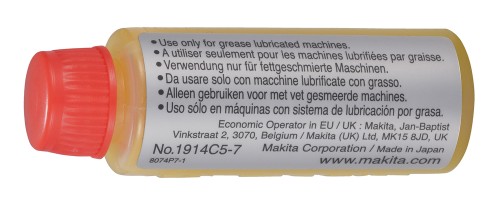 • Use only for grease lubricated machines.
• A utiliser seulement pour les machines lubrifiées par graisse.
• Verwendung nur für fettgeschmierte Maschinen.
• Da usare solo con macchine lubrificate con grasso.
• Alleen gebruiken voor met vet gesmeerde machines.
• Uso sólo en máquinas con sistema de lubricación por grasa.
Economic Operator in EU / UK : Makita, Jan-Baptist
Vinkstraat 2, 3070, Belgium / Makita (UK) Ltd, MK15 8JD, UK
No.1914C5-7 Makita Corporation / Made in Japan
8074P7-1 www.makita.com